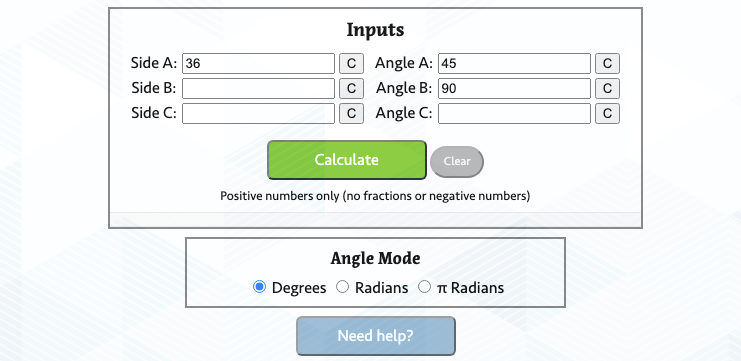 Inputs
Side A: 36 C Angle A: 45 C
Side B: C Angle B: 90 C
Side C: C Angle C: C
Calculate Clear
Positive numbers only (no fractions or negative numbers)
Angle Mode
Degrees Radians π Radians
Need help?